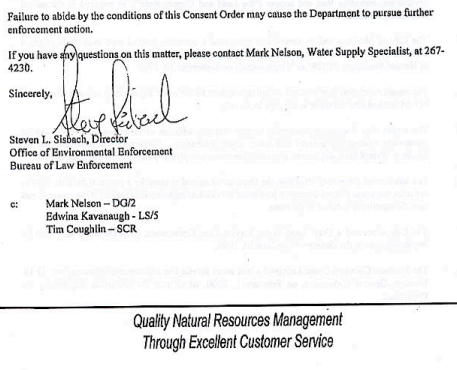 Failure to abide by the conditions of this Consent Order may cause the Department to pursue further
enforcement action.
If you have any questions on this matter, please contact Mark Nelson, Water Supply Specialist, at 267-
4230.
Sincerely,
Steve Sisbach
Steven L. Sisbach, Director
Office of Environmental Enforcement
Bureau of Law Enforcement
c: Mark Nelson – DG/2
Edwina Kavanaugh - LS/5
Tim Coughlin – SCR
Quality Natural Resources Management
Through Excellent Customer Service